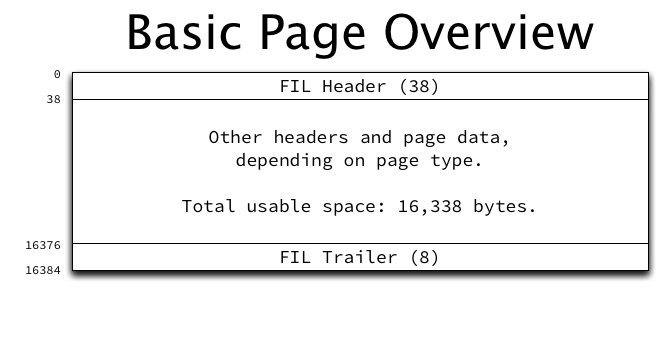 Basic Page Overview
0
FIL Header (38)
38
Other headers and page data,
depending on page type.
Total usable space: 16,338 bytes.
16376
FIL Trailer (8)
16384